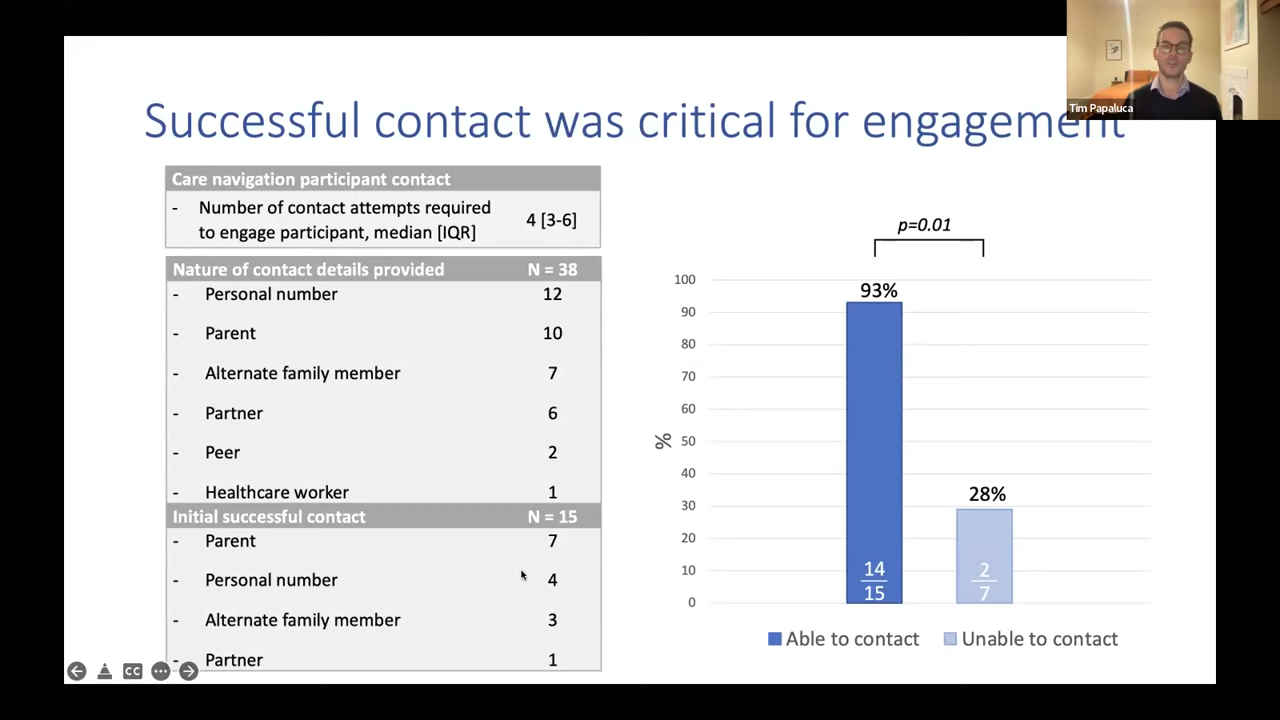 Tim Papaluca
Successful contact was critical for engagement
Care navigation participant contact
- Number of contact attempts required
to engage participant, median [IQR]
4 [3-6]
Nature of contact details provided N = 38
- Personal number 12
- Parent 10
- Alternate family member 7
- Partner 6
- Peer 2
- Healthcare worker 1
Initial successful contact N = 15
- Parent 7
- Personal number 4
- Alternate family member 3
- Partner 1
CC
p=0.01
%
100
90
80
70
60
50
40
30
20
10
0
93%
14
15
28%
2
7
Able to contact
Unable to contact